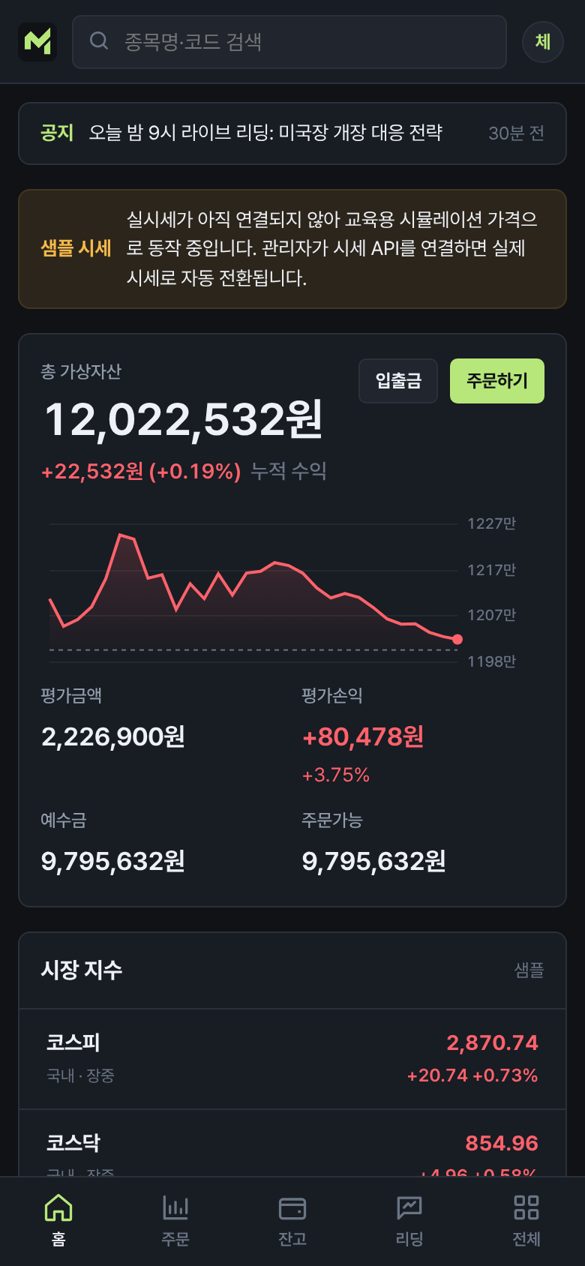 종목명·코드 검색
체
공지 오늘 밤 9시 라이브 리딩: 미국장 개장 대응 전략 30분 전
샘플 시세
실시세가 아직 연결되지 않아 교육용 시뮬레이션 가격으
로 동작 중입니다. 관리자가 시세 API를 연결하면 실제
시세로 자동 전환됩니다.
총 가상자산
입출금
주문하기
12,022,532원
+22,532원 (+0.19%) 누적 수익
1227만
1217만
1207만
1198만
평가금액 평가손익
2,226,900원 +80,478원
+3.75%
예수금 주문가능
9,795,632원 9,795,632원
시장 지수 샘플
코스피 2,870.74
국내 · 장중 +20.74 +0.73%
코스닥 854.96
국내 · 장중 +4.96 +0.58%
홈 주문 잔고 리딩 전체